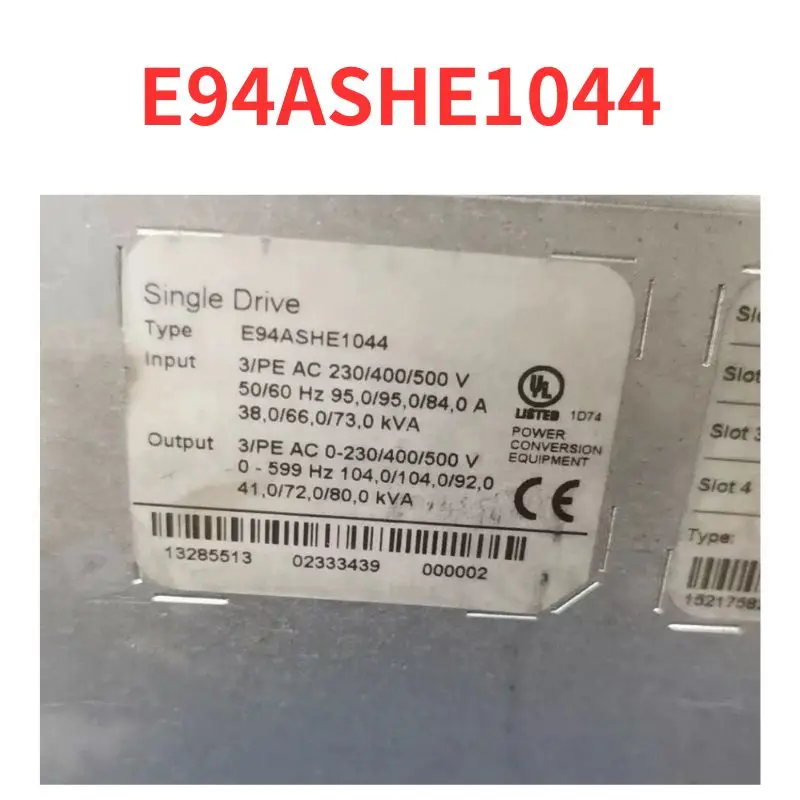 E94ASHE1044
Single Drive
Type E94ASHE1044
Input 3/PE AC 230/400/500 V
50/60 Hz 95,0/95,0/84,0 A
38,0/66,0/73,0 kVA
Output 3/PE AC 0-230/400/500 V
0 - 599 Hz 104,0/104,0/92,0
41,0/72,0/80,0 kVA
UL
LISTED 1D74
POWER
CONVERSION
EQUIPMENT
CE
13285513 02333439 000002
Slot
Slot 3
Slot 4
Type: